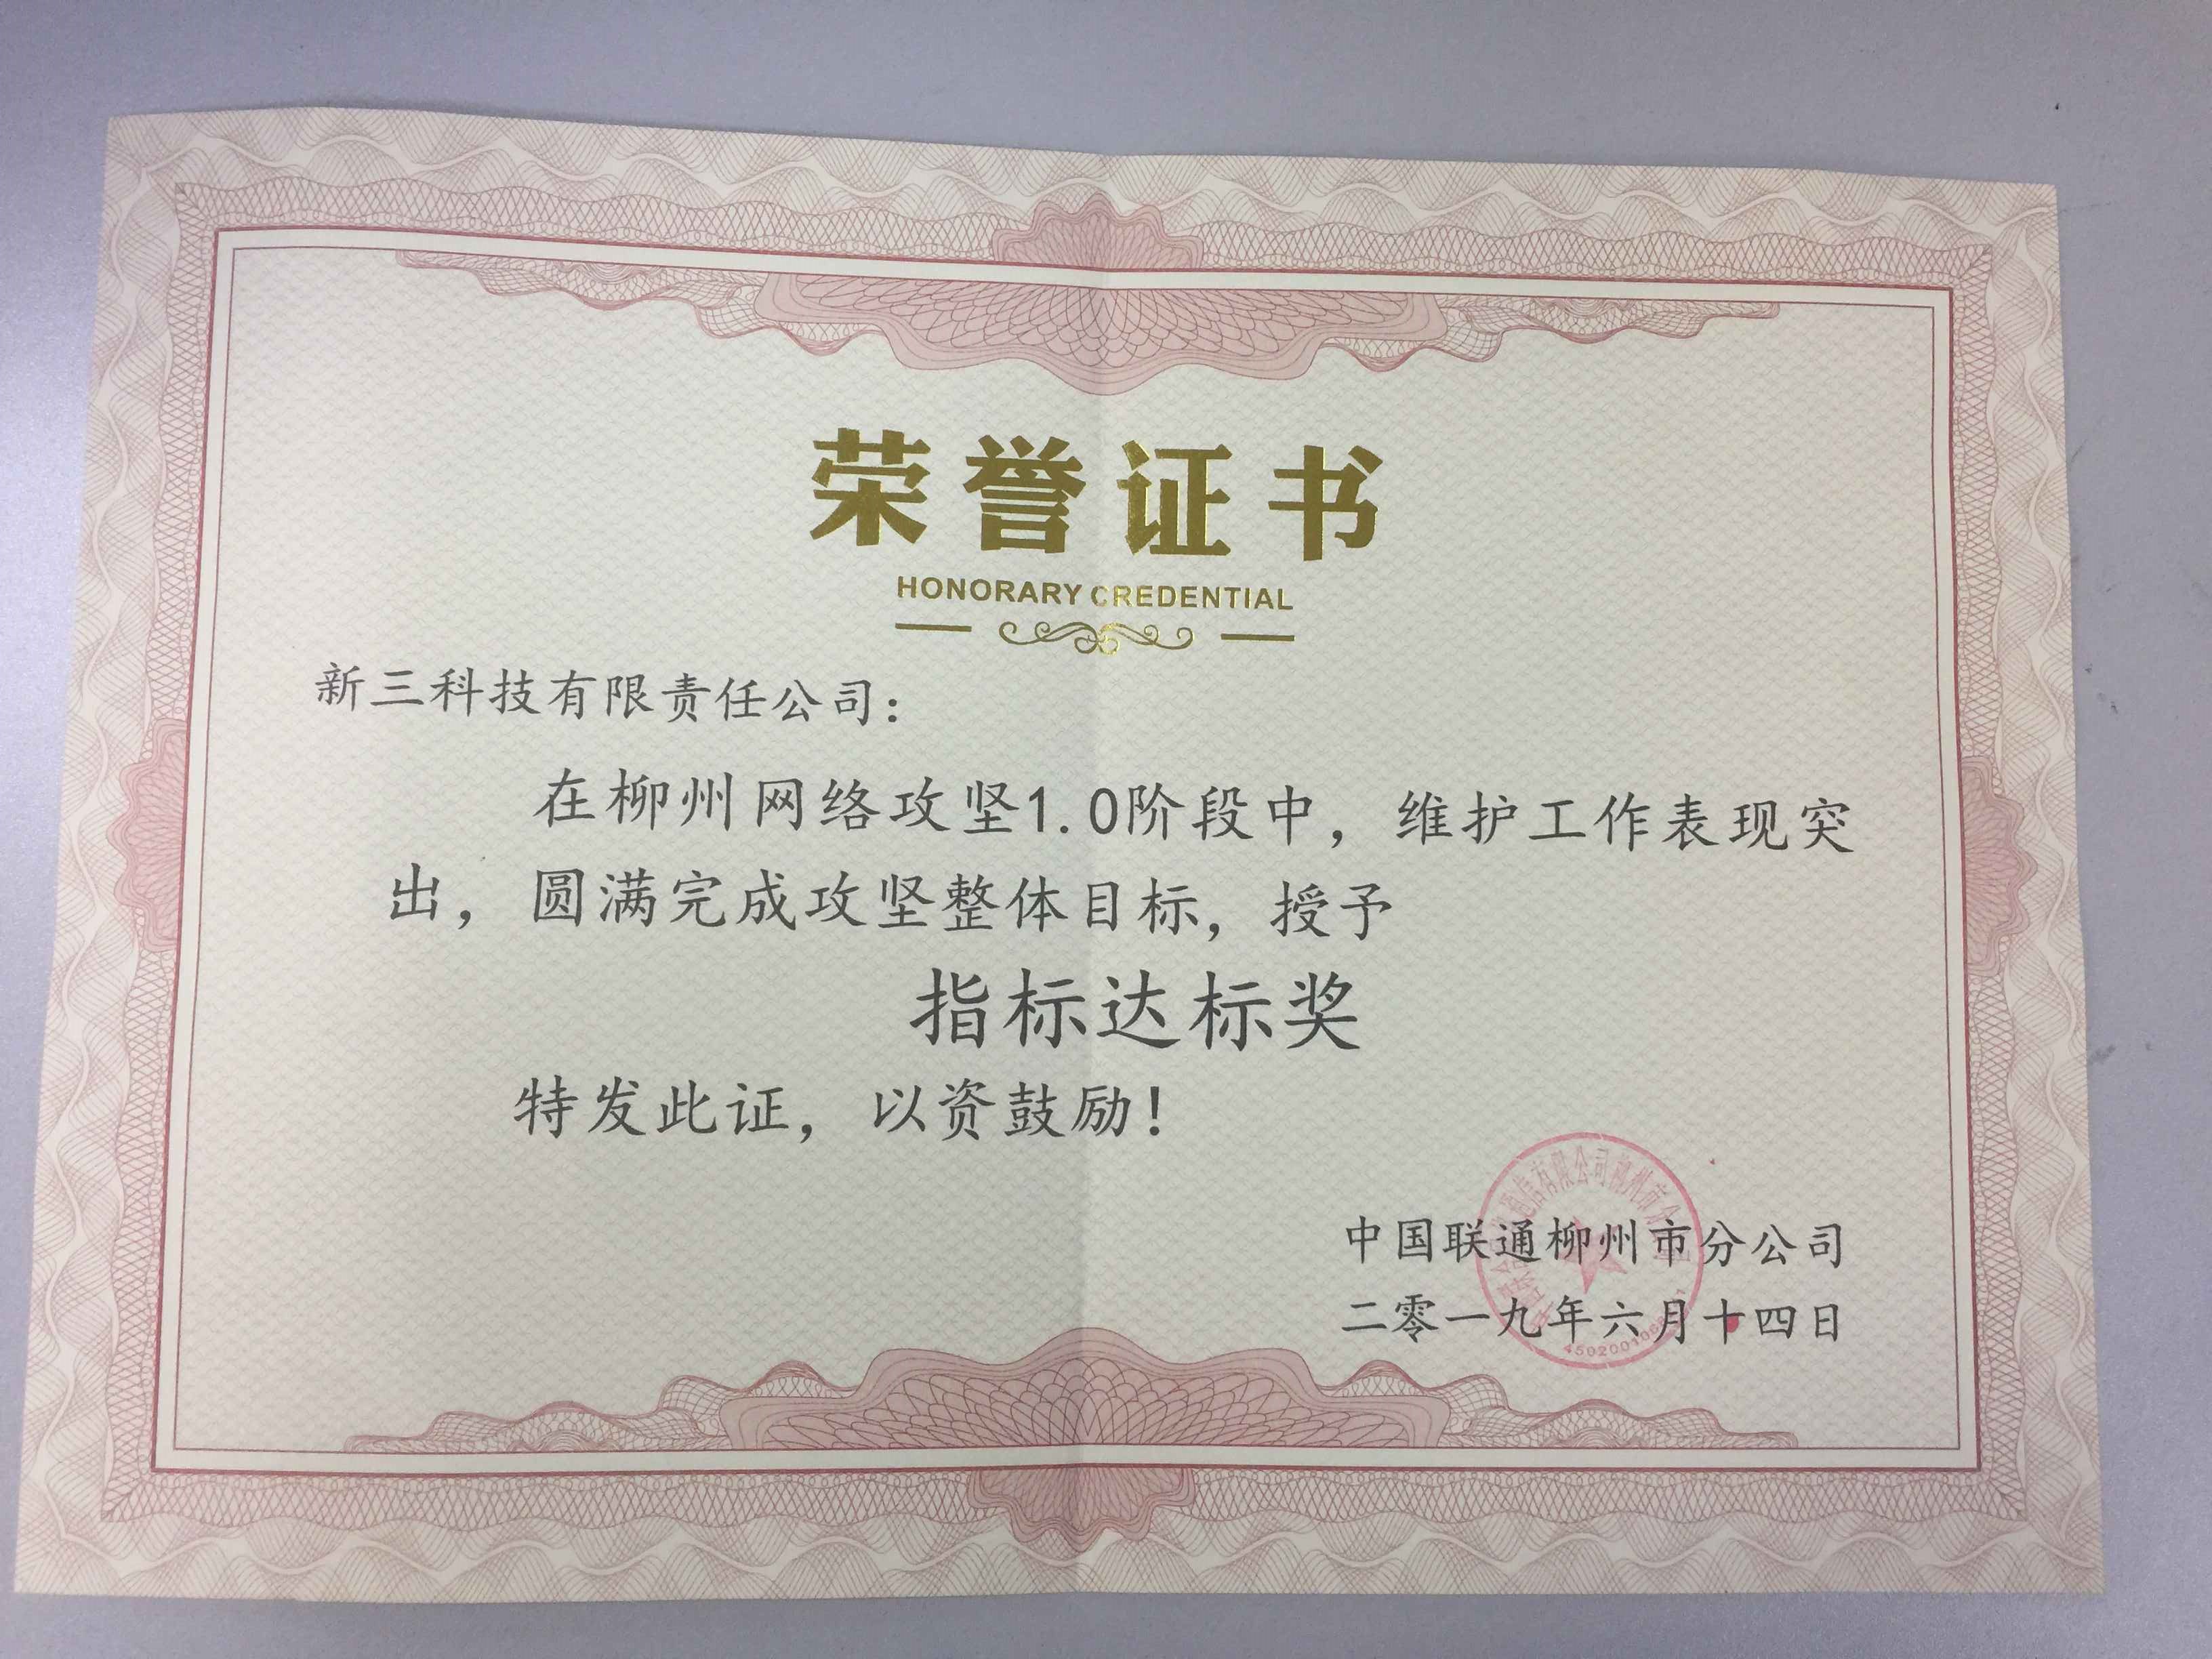 荣誉证书
HONORARY CREDENTIAL
新三科技有限责任公司:
在柳州网络攻坚1.0阶段中，维护工作表现突
出，圆满完成攻坚整体目标，授予
指标达标奖
特发此证，以资鼓励!
中国联通柳州市分公司
二零一九年六月十四日